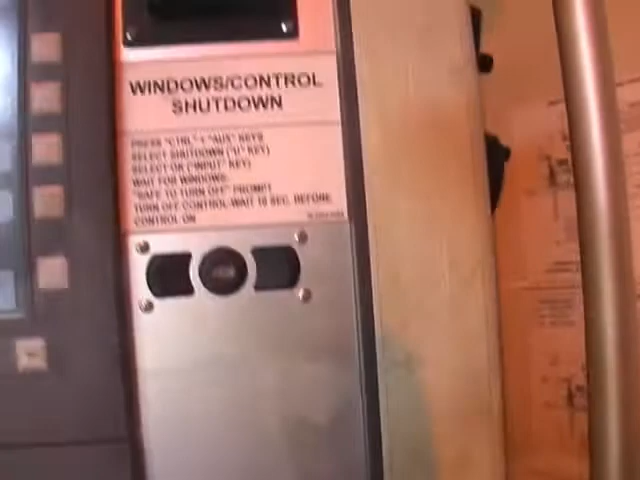 WINDOWS/CONTROL
SHUTDOWN
PRESS "CTRL" + "AUX" KEYS
SELECT SHUTDOWN ("U" KEY)
SELECT OK ("INPUT" KEY)
WAIT FOR WINDOWS:
"SAFE TO TURN OFF" PROMPT
TURN OFF CONTROL-WAIT 10 SEC. BEFORE
CONTROL ON